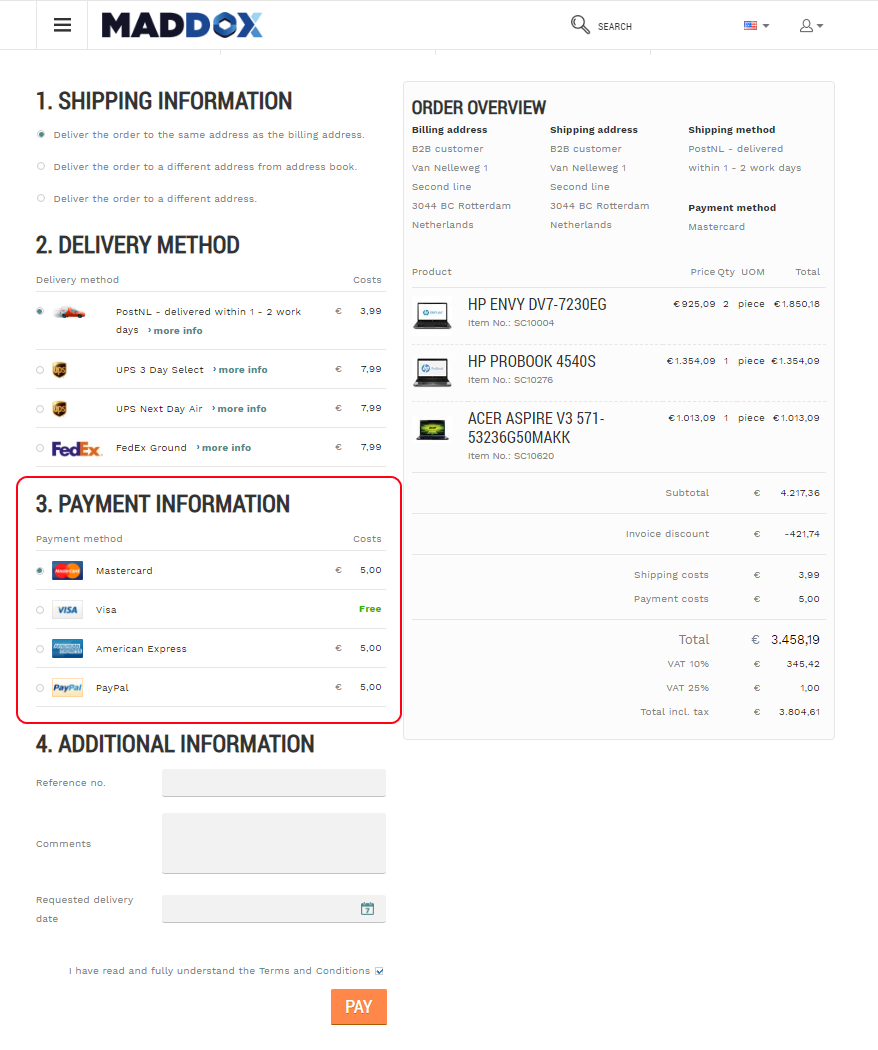 MADDOX
SEARCH
1. SHIPPING INFORMATION
Deliver the order to the same address as the billing address.
Deliver the order to a different address from address book.
Deliver the order to a different address.
2. DELIVERY METHOD
Delivery method Costs
PostNL - delivered within 1 - 2 work € 3,99
days › more info
ups UPS 3 Day Select › more info € 7,99
ups UPS Next Day Air › more info € 7,99
FedEx FedEx Ground › more info € 7,99
3. PAYMENT INFORMATION
Payment method Costs
MasterCard Mastercard € 5,00
VISA Visa Free
American Express € 5,00
PayPal PayPal € 5,00
4. ADDITIONAL INFORMATION
Reference no.
Comments
Requested delivery
date
7
I have read and fully understand the Terms and Conditions
PAY
ORDER OVERVIEW
Billing address Shipping address Shipping method
B2B customer B2B customer PostNL - delivered
Van Nelleweg 1 Van Nelleweg 1 within 1 - 2 work days
Second line Second line
3044 BC Rotterdam 3044 BC Rotterdam Payment method
Netherlands Netherlands Mastercard
Product Price Qty UOM Total
HP ENVY DV7-7230EG € 925,09 2 piece € 1.850,18
Item No.: SC10004
HP PROBOOK 4540S € 1.354,09 1 piece € 1.354,09
Item No.: SC10276
ACER ASPIRE V3 571- € 1.013,09 1 piece € 1.013,09
53236G50MAKK
Item No.: SC10620
Subtotal € 4.217,36
Invoice discount € -421,74
Shipping costs € 3,99
Payment costs € 5,00
Total € 3.458,19
VAT 10% € 345,42
VAT 25% € 1,00
Total incl. tax € 3.804,61